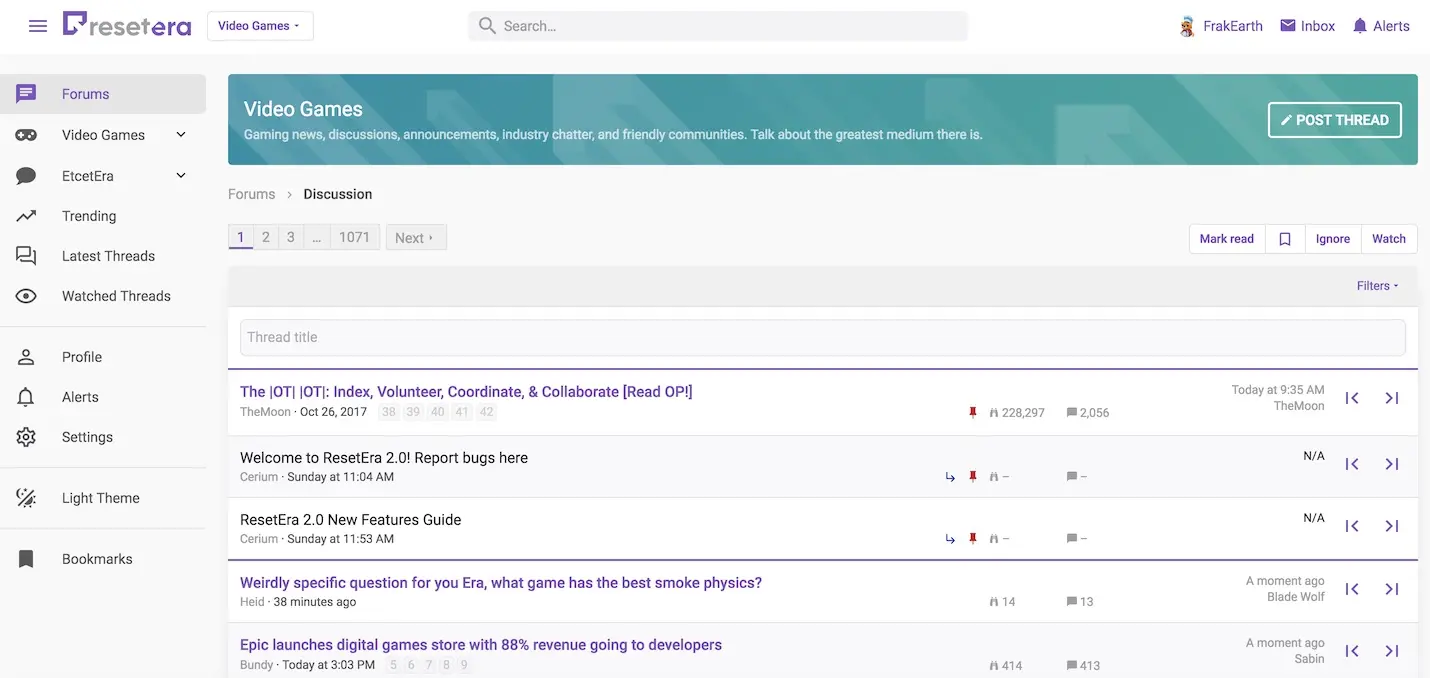 resetera
Video Games
Search...
FrakEarth
Inbox
Alerts
Forums
Video Games
EtcetEra
Trending
Latest Threads
Watched Threads
Profile
Alerts
Settings
Light Theme
Bookmarks
Video Games
Gaming news, discussions, announcements, industry chatter, and friendly communities. Talk about the greatest medium there is.
POST THREAD
Forums › Discussion
1 2 3 ... 1071 Next ›
Mark read Ignore Watch
Filters
Thread title
The |OT| |OT|: Index, Volunteer, Coordinate, & Collaborate [Read OP!]
TheMoon · Oct 26, 2017 38 39 40 41 42
228,297 2,056
Today at 9:35 AM
TheMoon
Welcome to ResetEra 2.0! Report bugs here
Cerium · Sunday at 11:04 AM
– –
N/A
ResetEra 2.0 New Features Guide
Cerium · Sunday at 11:53 AM
– –
N/A
Weirdly specific question for you Era, what game has the best smoke physics?
Heid · 38 minutes ago
14 13
A moment ago
Blade Wolf
Epic launches digital games store with 88% revenue going to developers
Bundy · Today at 3:03 PM 5 6 7 8 9
414 413
A moment ago
Sabin